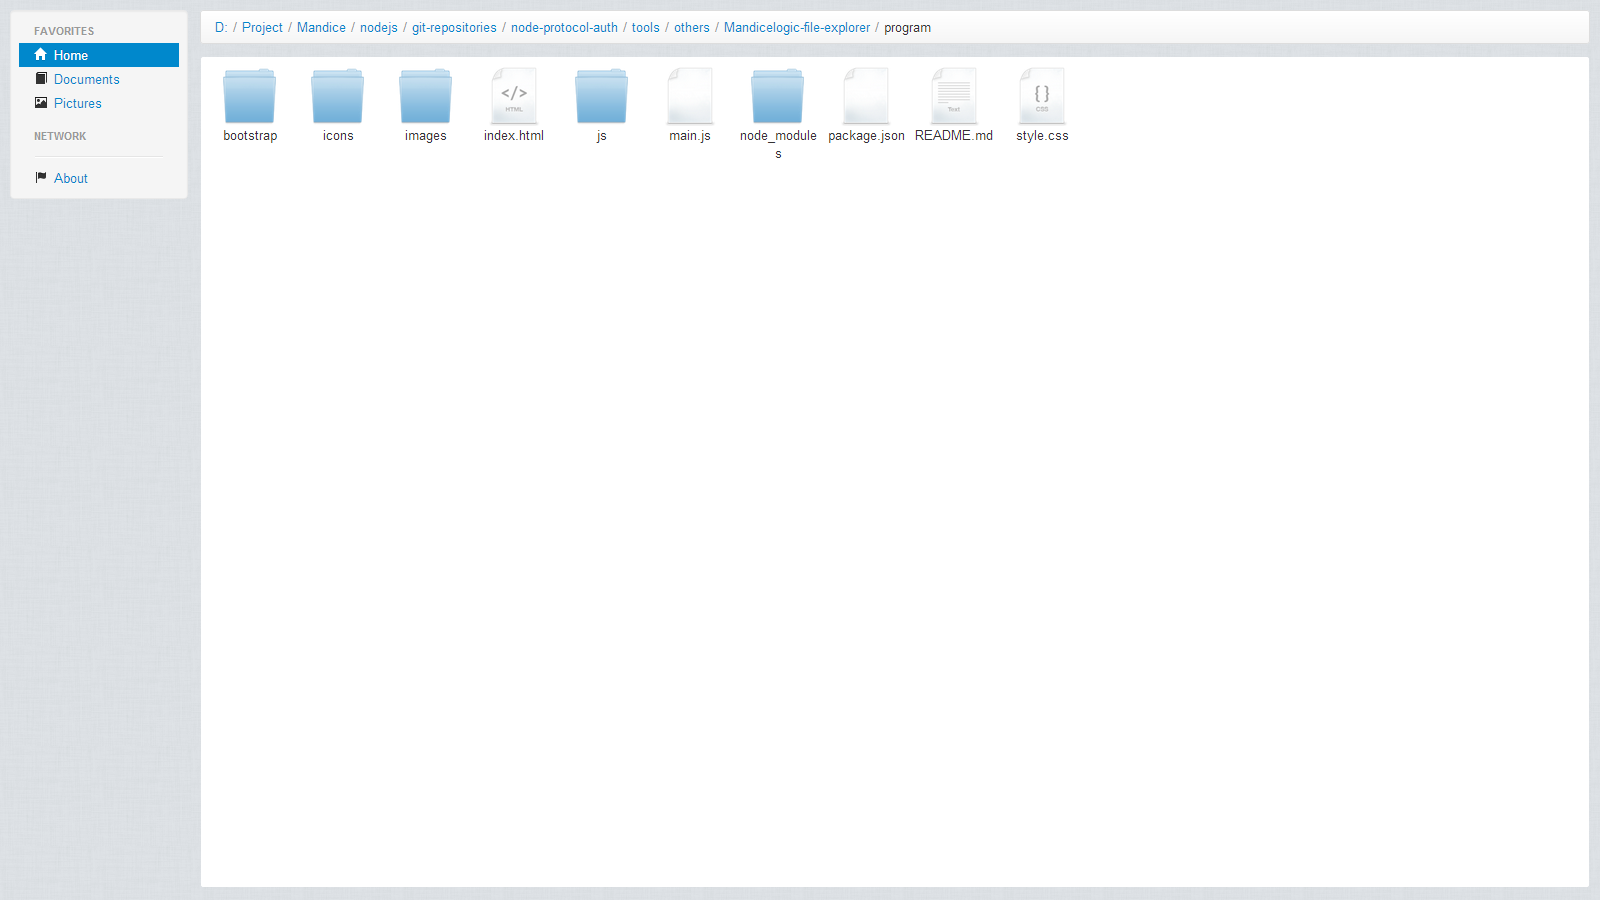 FAVORITES
Home
Documents
Pictures
NETWORK
About
D: / Project / Mandice / nodejs / git-repositories / node-protocol-auth / tools / others / Mandicelogic-file-explorer / program
</> { }
HTML Text CSS
bootstrap icons images index.html js main.js node_module package.json README.md style.css
s